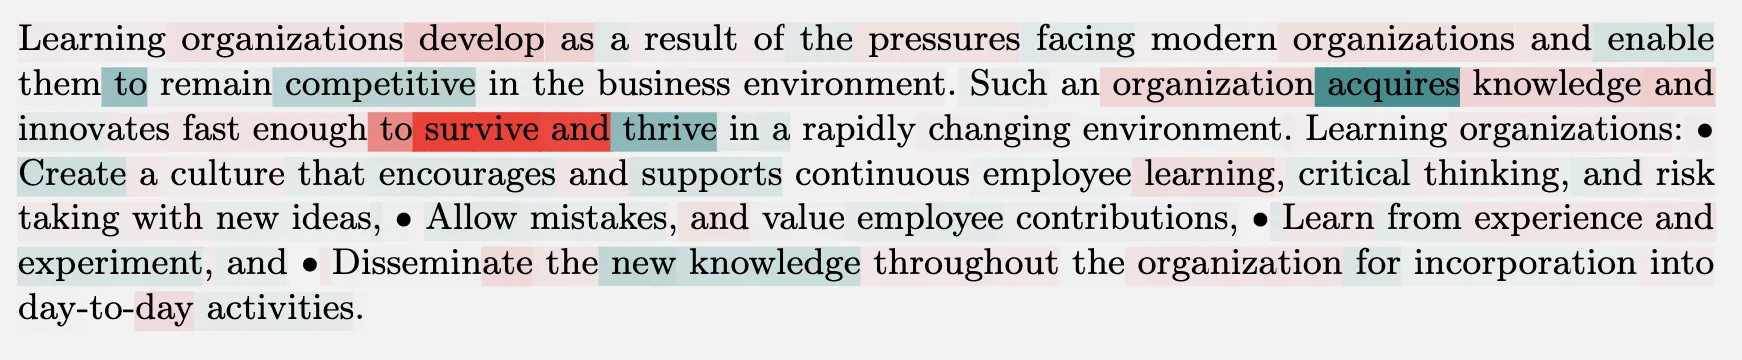 Learning organizations develop as a result of the pressures facing modern organizations and enable
them to remain competitive in the business environment. Such an organization acquires knowledge and
innovates fast enough to survive and thrive in a rapidly changing environment. Learning organizations: •
Create a culture that encourages and supports continuous employee learning, critical thinking, and risk
taking with new ideas, • Allow mistakes, and value employee contributions, • Learn from experience and
experiment, and • Disseminate the new knowledge throughout the organization for incorporation into
day-to-day activities.